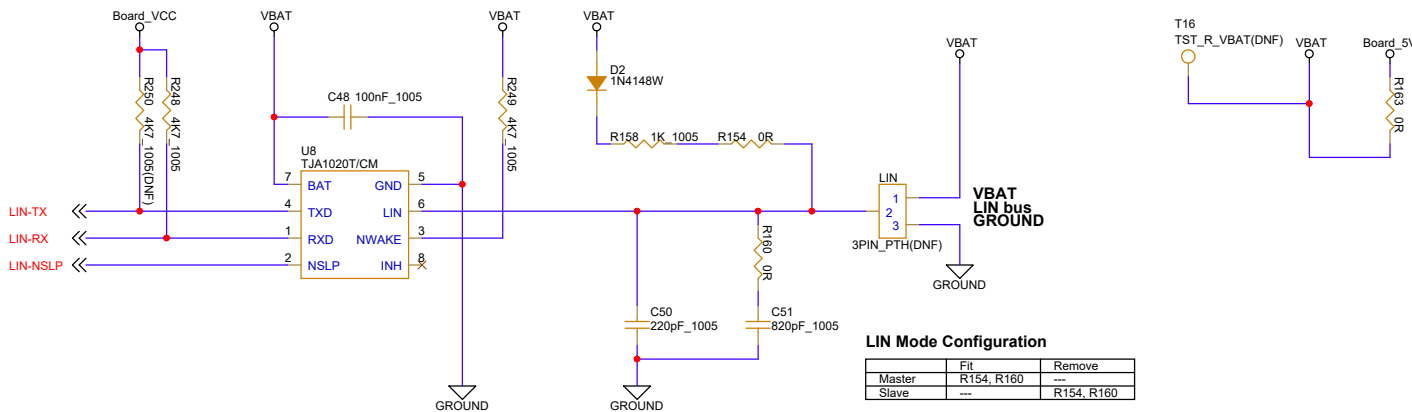 Board_VCC
VBAT
VBAT
VBAT
VBAT
T16
TST_R_VBAT(DNF)
VBAT
Board_5V
R250 4K7_1005(DNF)
R248 4K7_1005
C48 100nF_1005
R249 4K7_1005
D2
1N4148W
R158 1K_1005
R154 0R
R163 0R
U8
TJA1020T/CM
7 BAT GND 5
4 TXD LIN 6
1 RXD NWAKE 3
2 NSLP INH 8
LIN-TX
LIN-RX
LIN-NSLP
R160 0R
C50
220pF_1005
C51
820pF_1005
LIN
1
2
3
3PIN_PTH(DNF)
VBAT
LIN bus
GROUND
GROUND
GROUND
GROUND
LIN Mode Configuration
Fit Remove
Master R154, R160 ---
Slave --- R154, R160